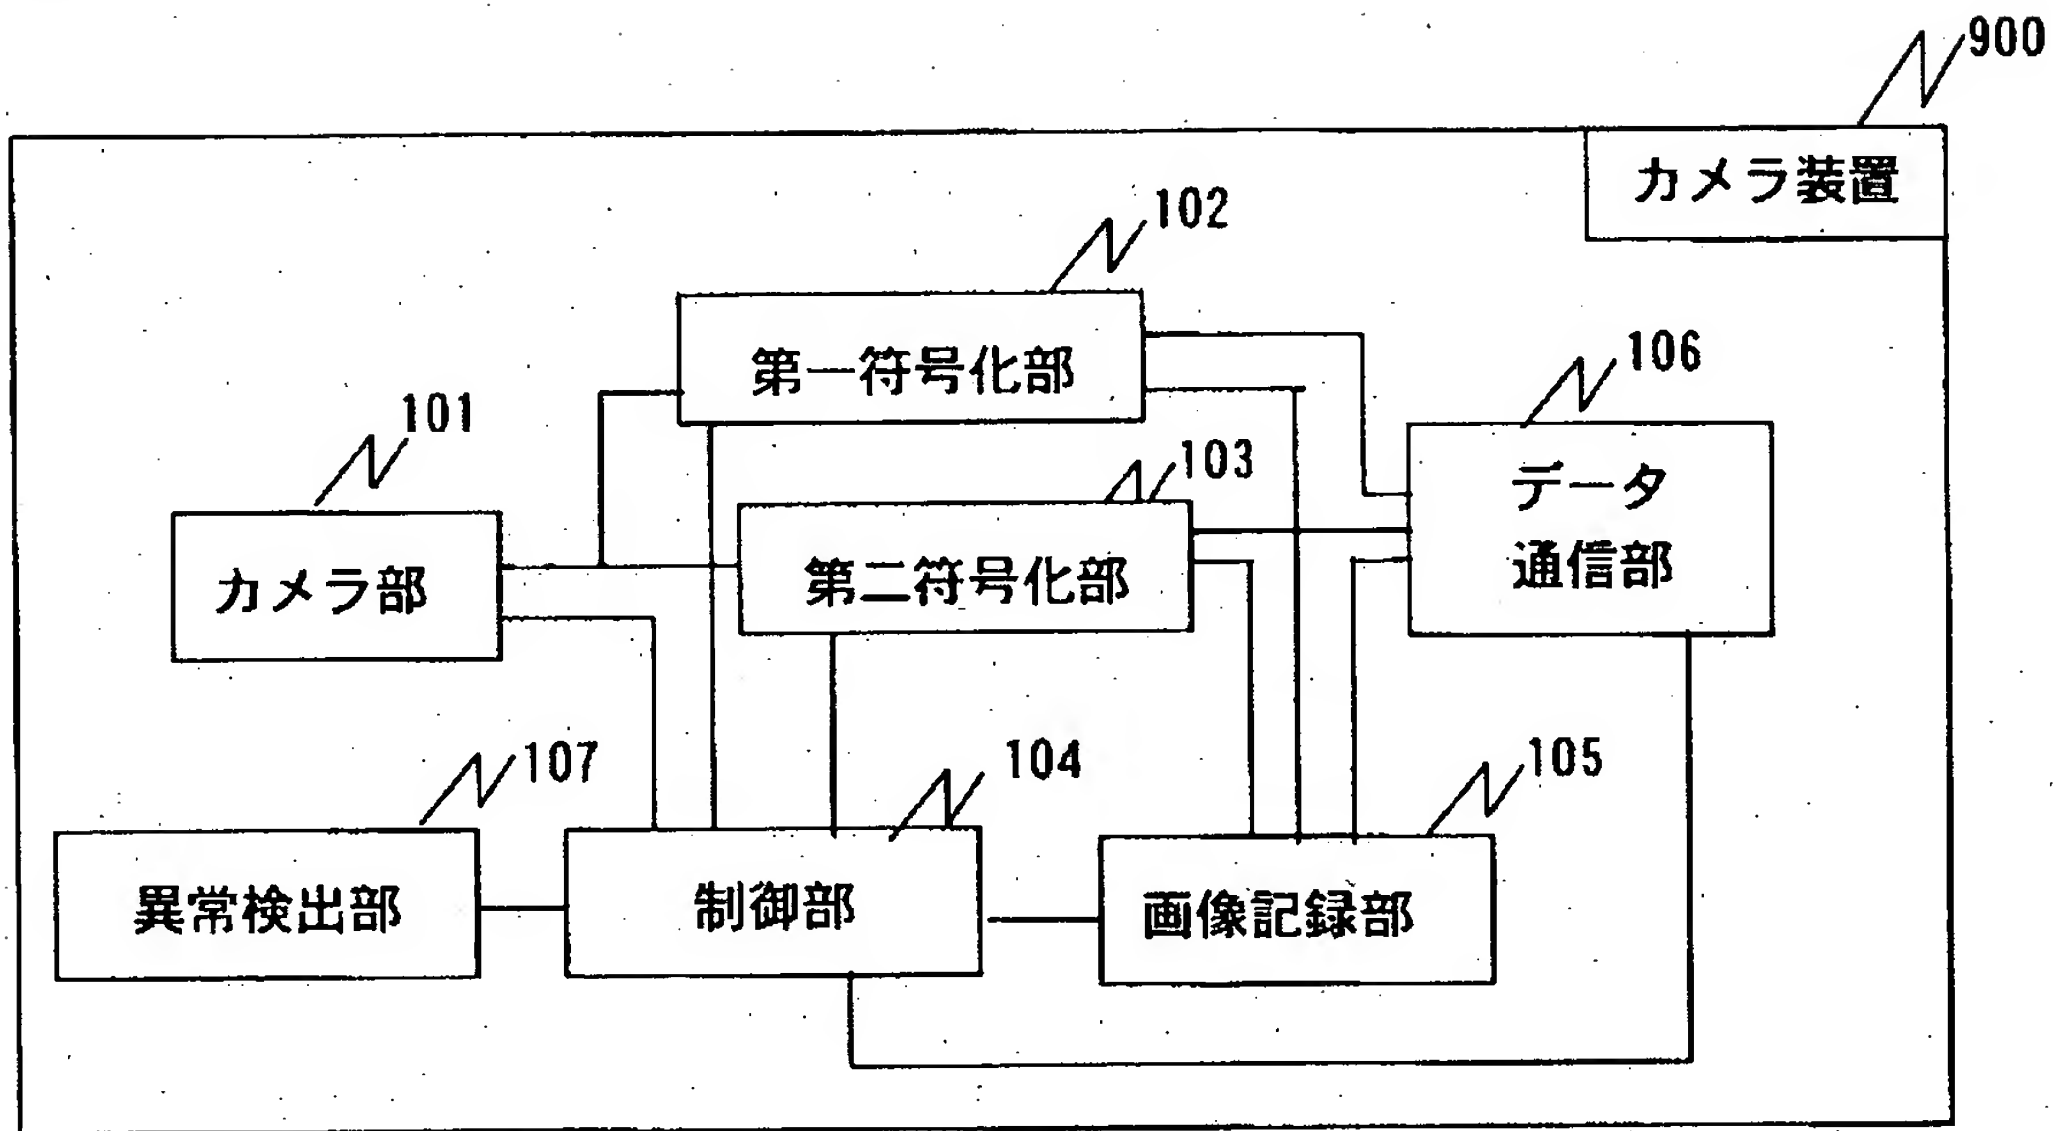 900
カメラ装置
102
第一符号化部
106
データ
通信部
101
カメラ部
103
第二符号化部
107
異常検出部
104
制御部
105
画像記録部